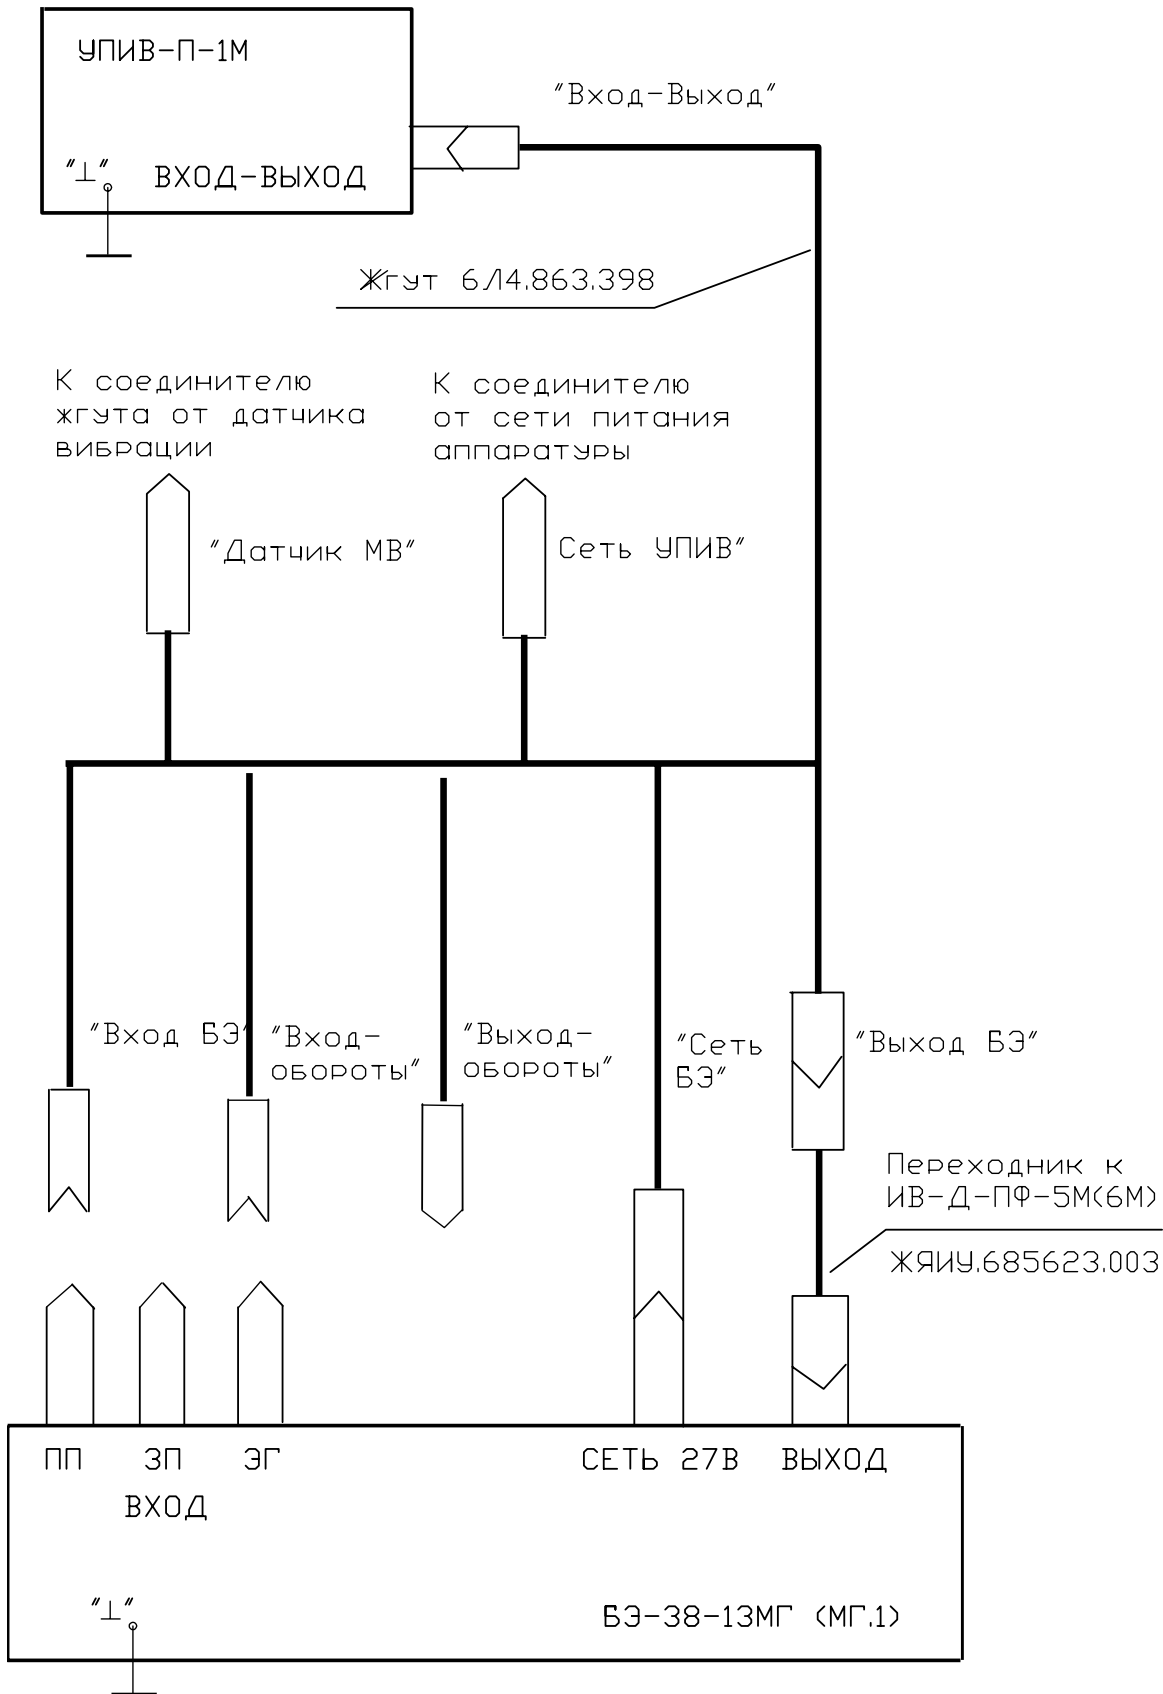 УПИВ-П-1М
"Вход-Выход"
"⊥"
ВХОД-ВЫХОД
Жгут 6Л4.863.398
К соединителю
жгута от датчика
вибрации
К соединителю
от сети питания
аппаратуры
"Датчик МВ"
Сеть УПИВ"
"Вход БЭ"
"Вход-
обороты"
"Выход-
обороты"
"Сеть
БЭ"
"Выход БЭ"
Переходник к
ИВ-Д-ПФ-5М(6М)
ЖЯИУ.685623.003
ПП
ЗП
ЭГ
СЕТЬ 27В
ВЫХОД
ВХОД
"⊥"
БЭ-38-13МГ (МГ.1)